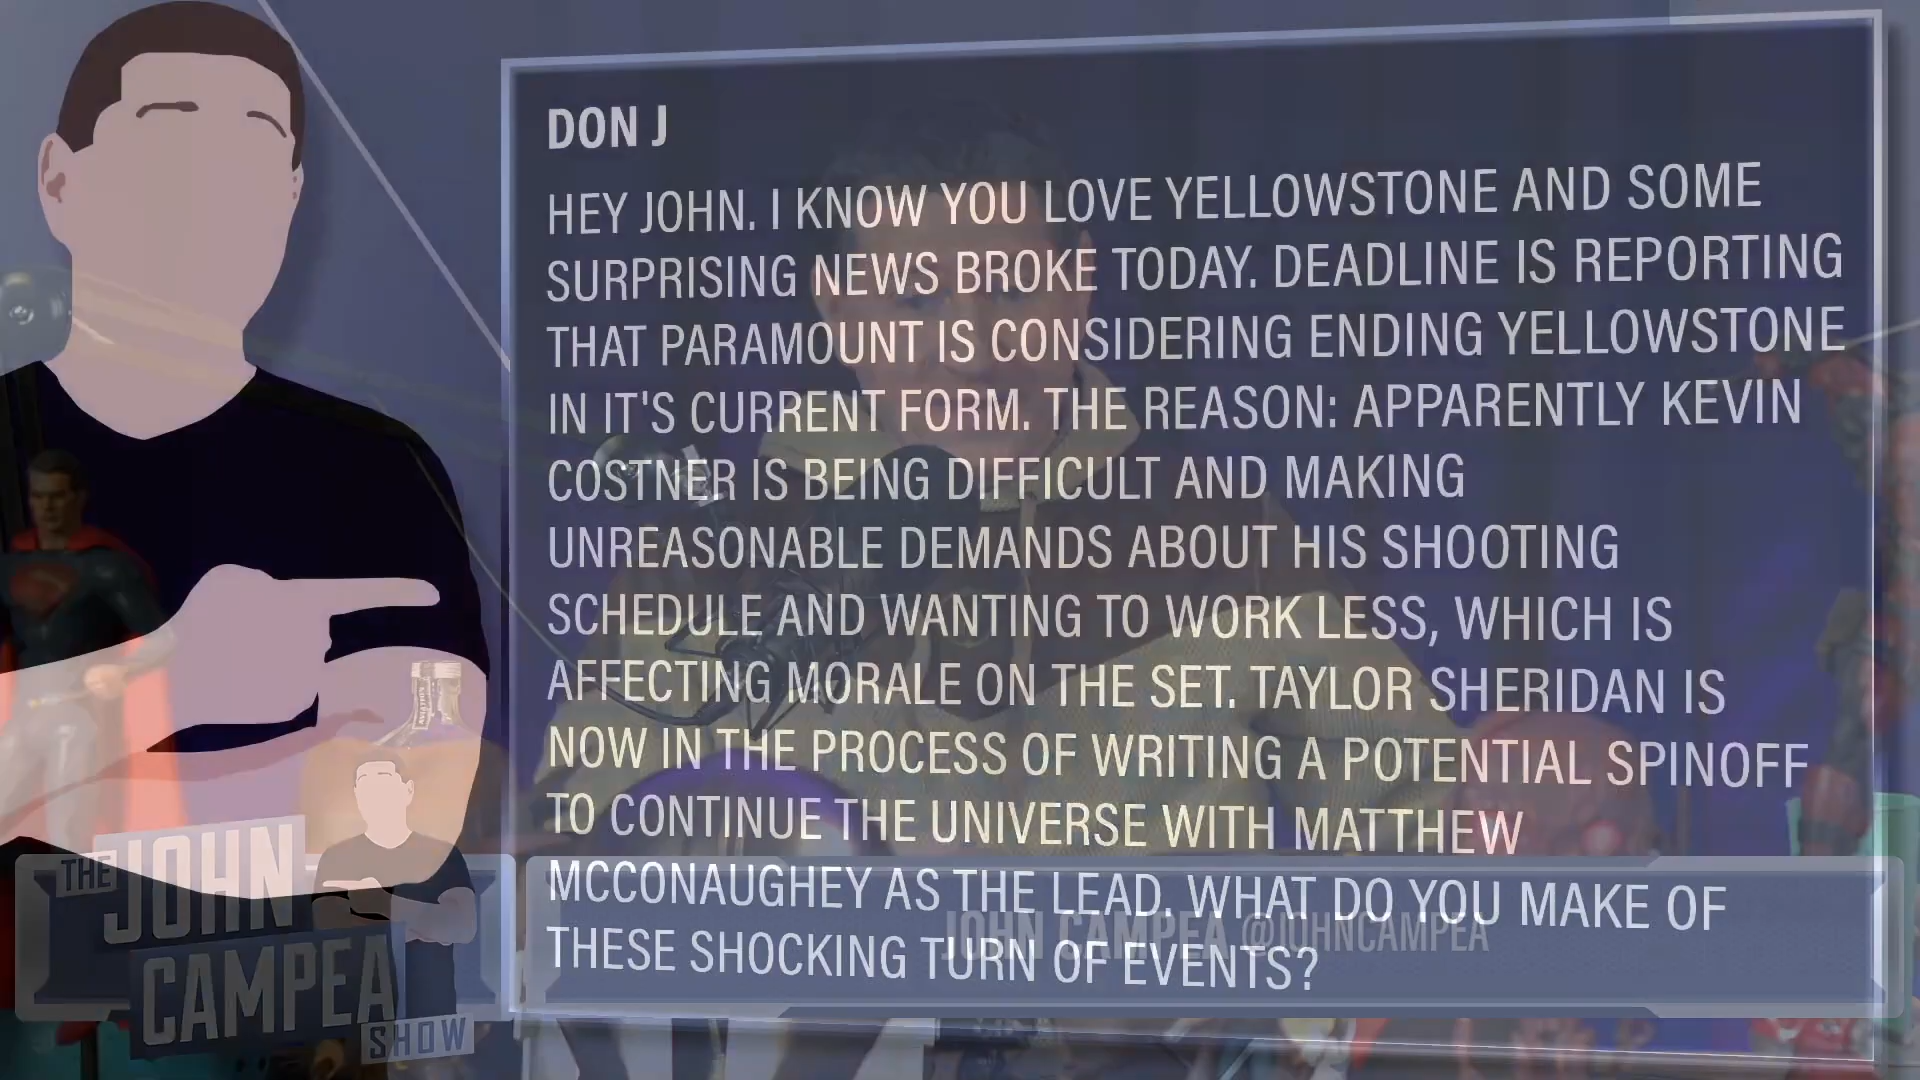 DON J
HEY JOHN. I KNOW YOU LOVE YELLOWSTONE AND SOME
SURPRISING NEWS BROKE TODAY. DEADLINE IS REPORTING
THAT PARAMOUNT IS CONSIDERING ENDING YELLOWSTONE
IN IT'S CURRENT FORM. THE REASON: APPARENTLY KEVIN
COSTNER IS BEING DIFFICULT AND MAKING
UNREASONABLE DEMANDS ABOUT HIS SHOOTING
SCHEDULE AND WANTING TO WORK LESS, WHICH IS
AFFECTING MORALE ON THE SET. TAYLOR SHERIDAN IS
NOW IN THE PROCESS OF WRITING A POTENTIAL SPINOFF
TO CONTINUE THE UNIVERSE WITH MATTHEW
MCCONAUGHEY AS THE LEAD. WHAT DO YOU MAKE OF
THESE SHOCKING TURN OF EVENTS?
JOHN CAMPEA @JOHNCAMPEA
THE
JOHN
CAMPEA
SHOW